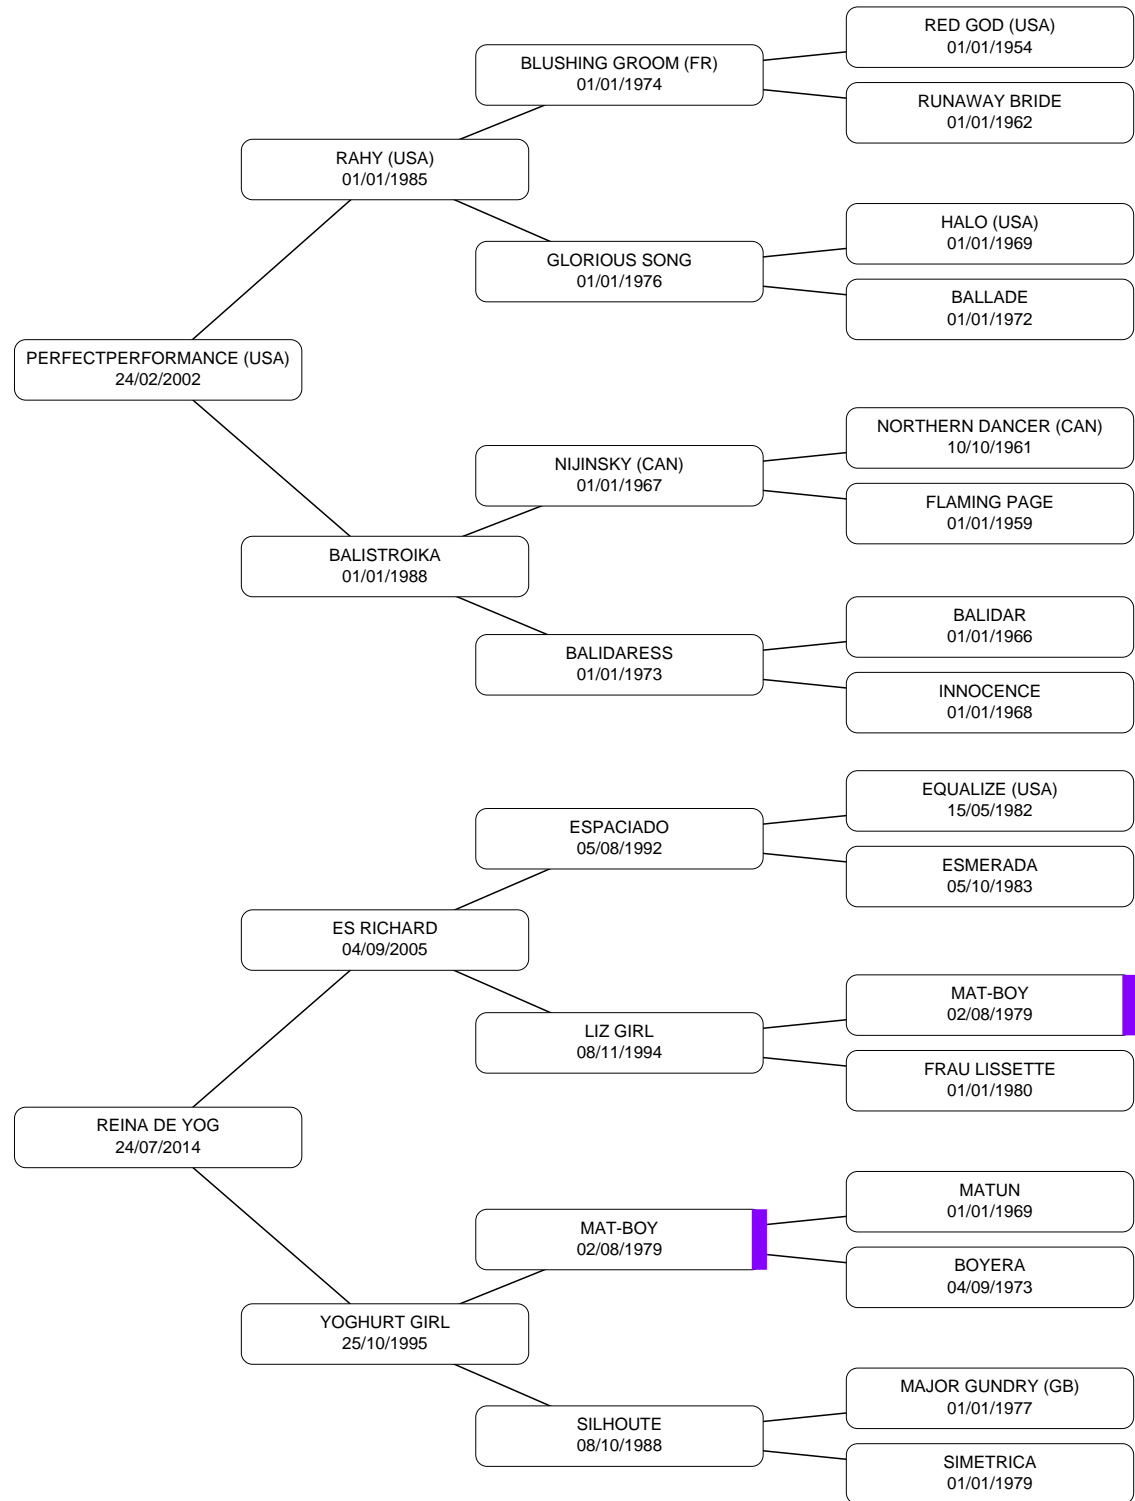 RED GOD (USA)
01/01/1954
BLUSHING GROOM (FR)
01/01/1974
RUNAWAY BRIDE
01/01/1962
RAHY (USA)
01/01/1985
HALO (USA)
01/01/1969
GLORIOUS SONG
01/01/1976
BALLADE
01/01/1972
PERFECTPERFORMANCE (USA)
24/02/2002
NORTHERN DANCER (CAN)
10/10/1961
NIJINSKY (CAN)
01/01/1967
FLAMING PAGE
01/01/1959
BALISTROIKA
01/01/1988
BALIDAR
01/01/1966
BALIDARESS
01/01/1973
INNOCENCE
01/01/1968
EQUALIZE (USA)
15/05/1982
ESPACIADO
05/08/1992
ESMERADA
05/10/1983
ES RICHARD
04/09/2005
MAT-BOY
02/08/1979
LIZ GIRL
08/11/1994
FRAU LISSETTE
01/01/1980
REINA DE YOG
24/07/2014
MATUN
01/01/1969
MAT-BOY
02/08/1979
BOYERA
04/09/1973
YOGHURT GIRL
25/10/1995
MAJOR GUNDRY (GB)
01/01/1977
SILHOUTE
08/10/1988
SIMETRICA
01/01/1979